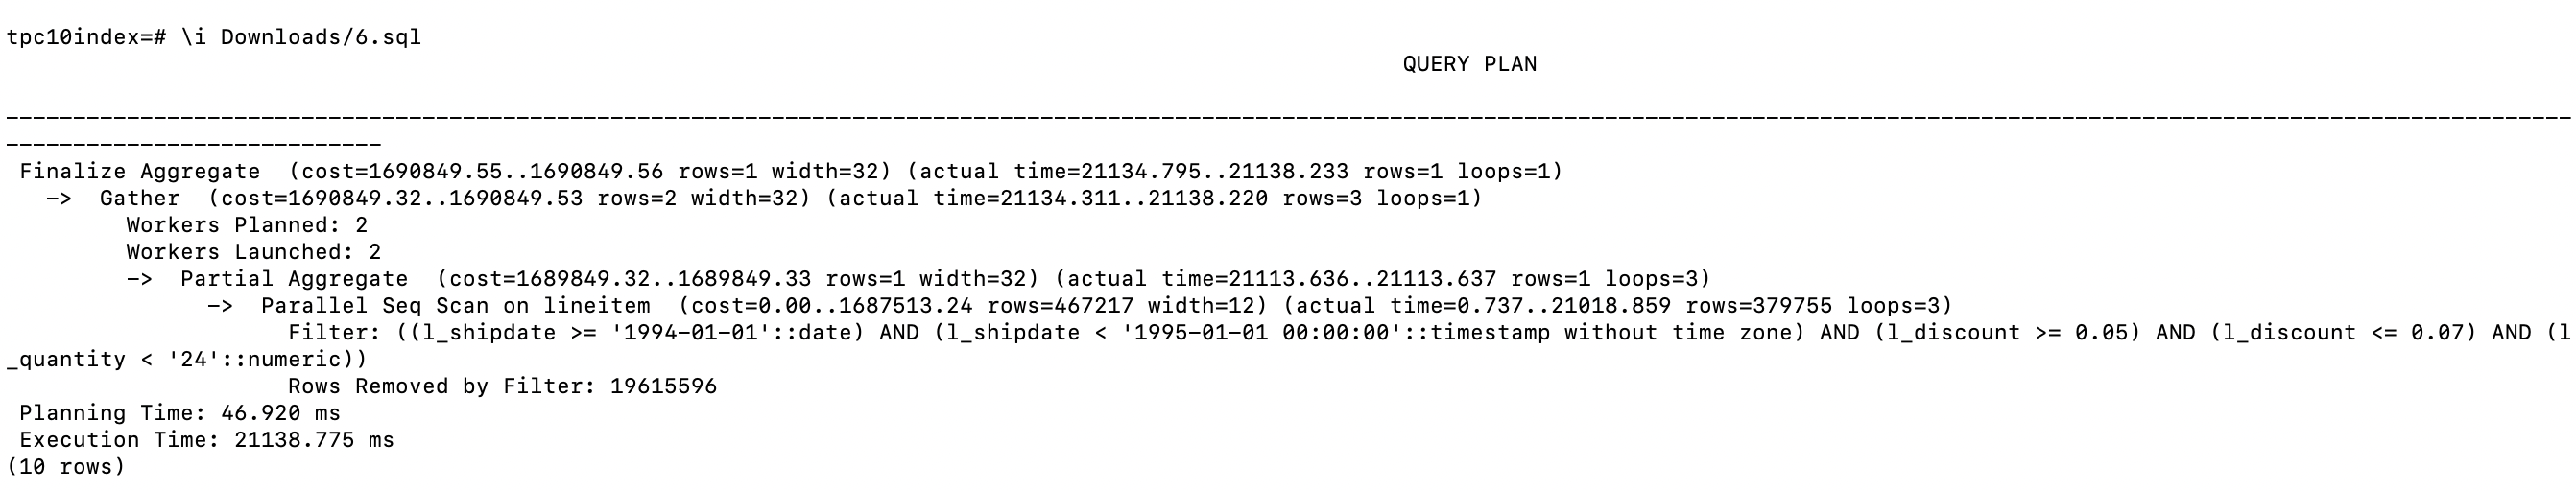 tpc10index=# \i Downloads/6.sql
QUERY PLAN
-----------------------------------------------------------------------------------------------------------------------------------------------------------------------------------------------
----------------------------
Finalize Aggregate  (cost=1690849.55..1690849.56 rows=1 width=32) (actual time=21134.795..21138.233 rows=1 loops=1)
->  Gather  (cost=1690849.32..1690849.53 rows=2 width=32) (actual time=21134.311..21138.220 rows=3 loops=1)
Workers Planned: 2
Workers Launched: 2
->  Partial Aggregate  (cost=1689849.32..1689849.33 rows=1 width=32) (actual time=21113.636..21113.637 rows=1 loops=3)
->  Parallel Seq Scan on lineitem  (cost=0.00..1687513.24 rows=467217 width=12) (actual time=0.737..21018.859 rows=379755 loops=3)
Filter: ((l_shipdate >= '1994-01-01'::date) AND (l_shipdate < '1995-01-01 00:00:00'::timestamp without time zone) AND (l_discount >= 0.05) AND (l_discount <= 0.07) AND (l
_quantity < '24'::numeric))
Rows Removed by Filter: 19615596
Planning Time: 46.920 ms
Execution Time: 21138.775 ms
(10 rows)